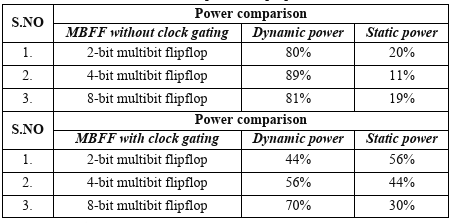 S.NO Power comparison
MBFF without clock gating Dynamic power Static power
1. 2-bit multibit flipflop 80% 20%
2. 4-bit multibit flipflop 89% 11%
3. 8-bit multibit flipflop 81% 19%
S.NO Power comparison
MBFF with clock gating Dynamic power Static power
1. 2-bit multibit flipflop 44% 56%
2. 4-bit multibit flipflop 56% 44%
3. 8-bit multibit flipflop 70% 30%